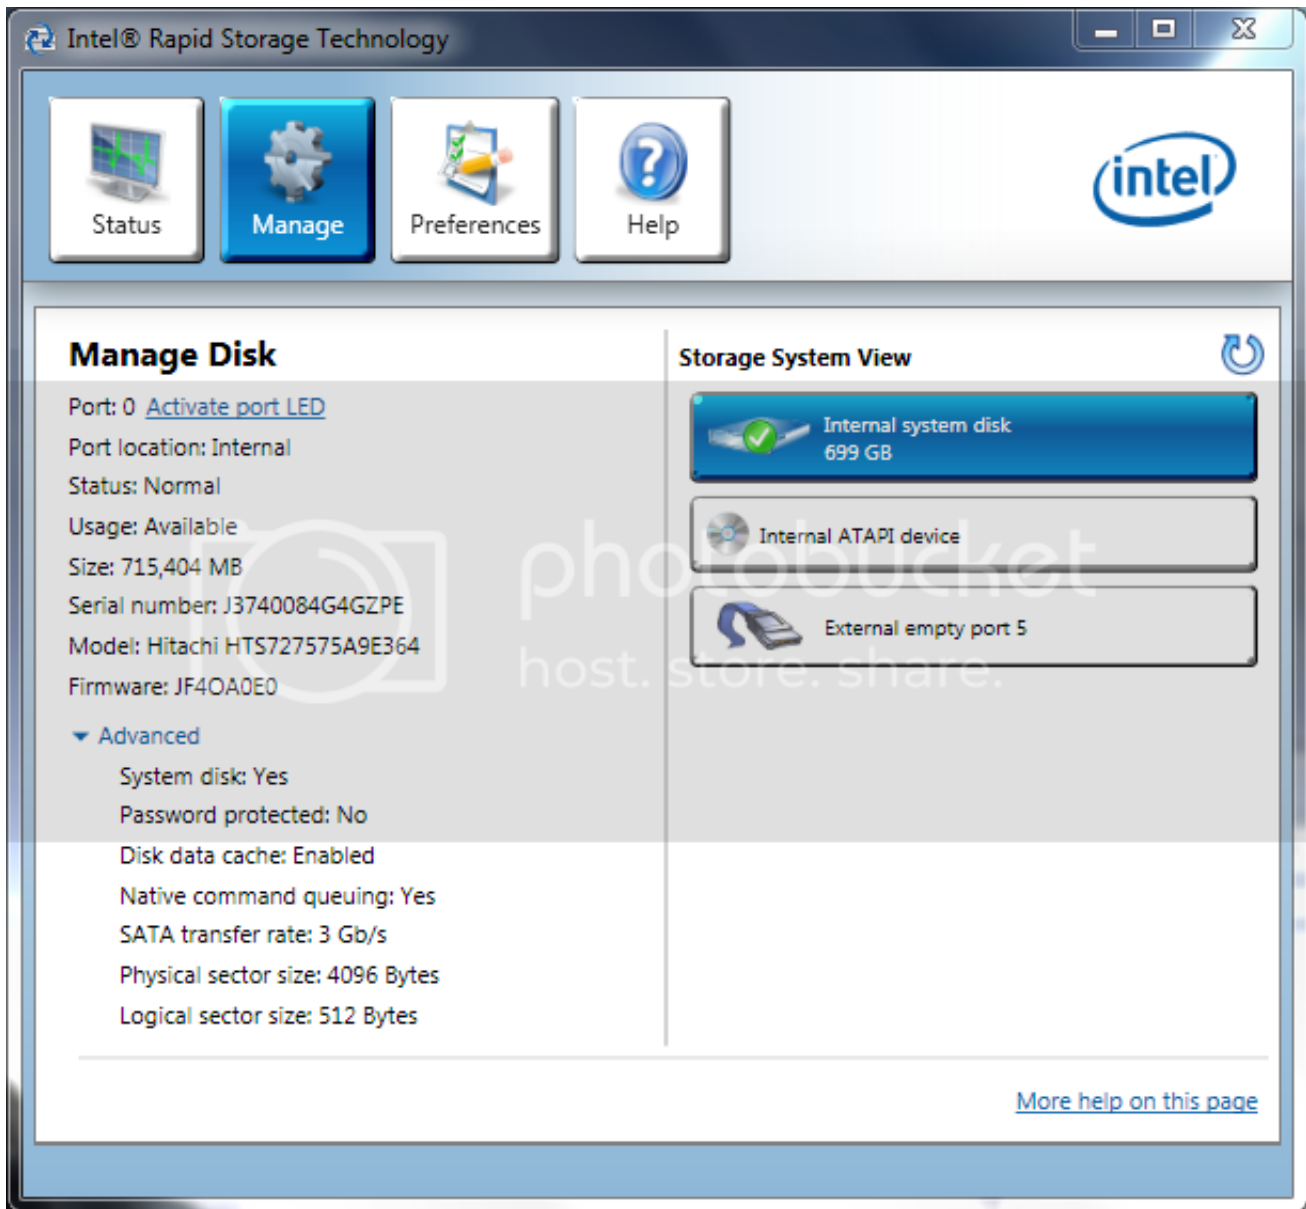 Intel® Rapid Storage Technology
Status
Manage
Preferences
Help
intel
Manage Disk
Port: 0 Activate port LED
Port location: Internal
Status: Normal
Usage: Available
Size: 715,404 MB
Serial number: J3740084G4GZPE
Model: Hitachi HTS727575A9E364
Firmware: JF4OA0E0
Advanced
System disk: Yes
Password protected: No
Disk data cache: Enabled
Native command queuing: Yes
SATA transfer rate: 3 Gb/s
Physical sector size: 4096 Bytes
Logical sector size: 512 Bytes
Storage System View
Internal system disk
699 GB
Internal ATAPI device
External empty port 5
More help on this page
photobucket
host. store. share.